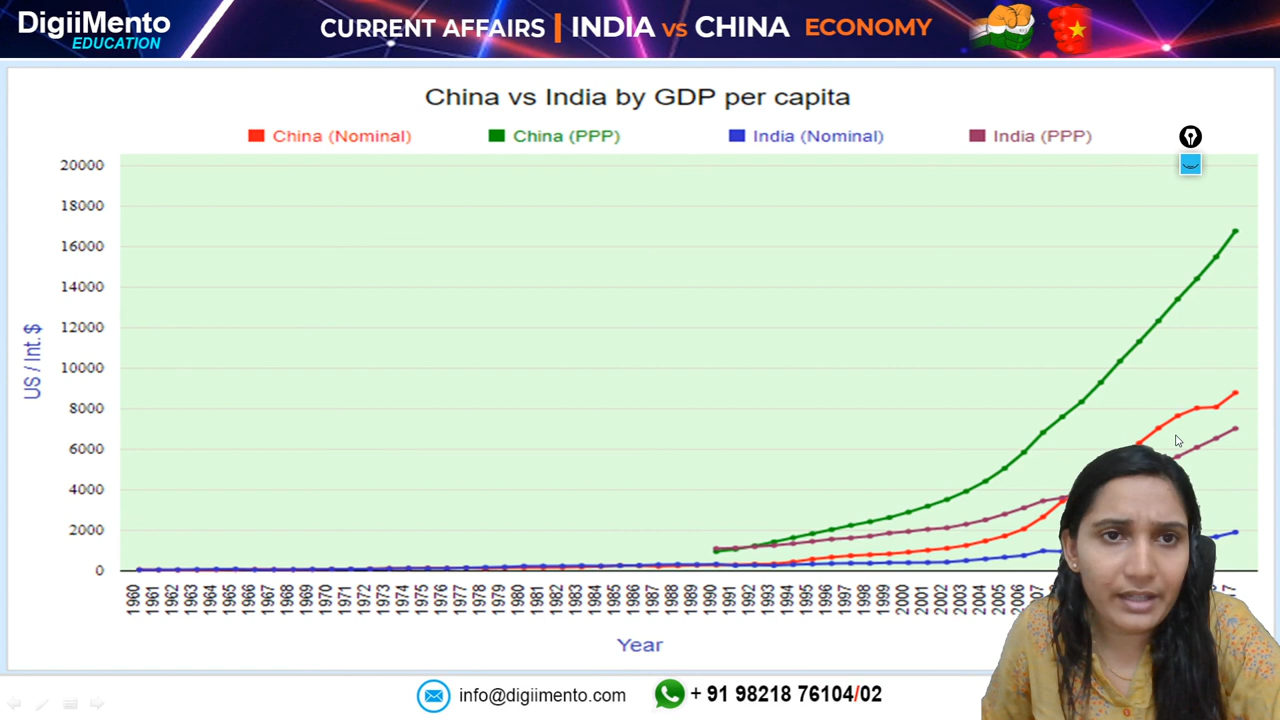 DigiiMento
EDUCATION
CURRENT AFFAIRS | INDIA vs CHINA ECONOMY
China vs India by GDP per capita
China (Nominal) China (PPP) India (Nominal) India (PPP)
20000
18000
16000
14000
12000
10000
8000
6000
4000
2000
0
US / Int. $
1960 1961 1962 1963 1964 1965 1966 1967 1968 1969 1970 1971 1972 1973 1974 1975 1976 1977 1978 1979 1980 1981 1982 1983 1984 1985 1986 1987 1988 1989 1990 1991 1992 1993 1994 1995 1996 1997 1998 1999 2000 2001 2002 2003 2004 2005 2006
Year
info@digiimento.com + 91 98218 76104/02